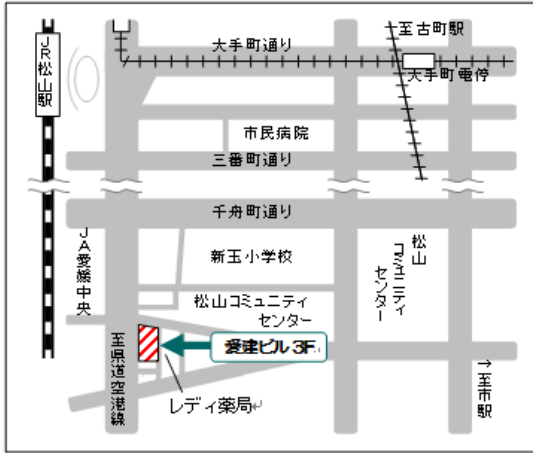 JR松山駅
大手町通り
至古町駅
大手町電停
市民病院
三番町通り
千舟町通り
JA愛媛中央
新玉小学校
松山
コミュニティ
センター
松山コミュニティ
センター
愛建ビル3F
至県道空港線
レディ薬局
→至市駅